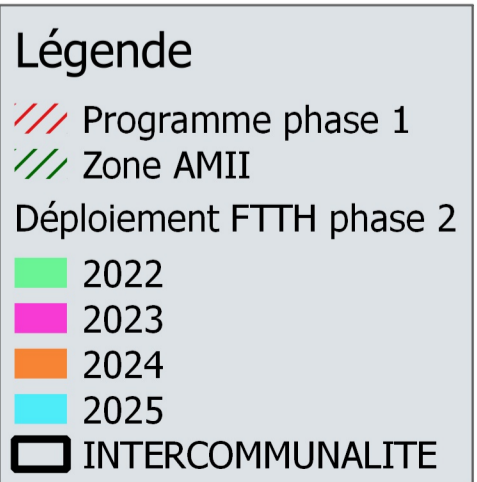 Légende
Programme phase 1
Zone AMII
Déploiement FTTH phase 2
2022
2023
2024
2025
INTERCOMMUNALITE